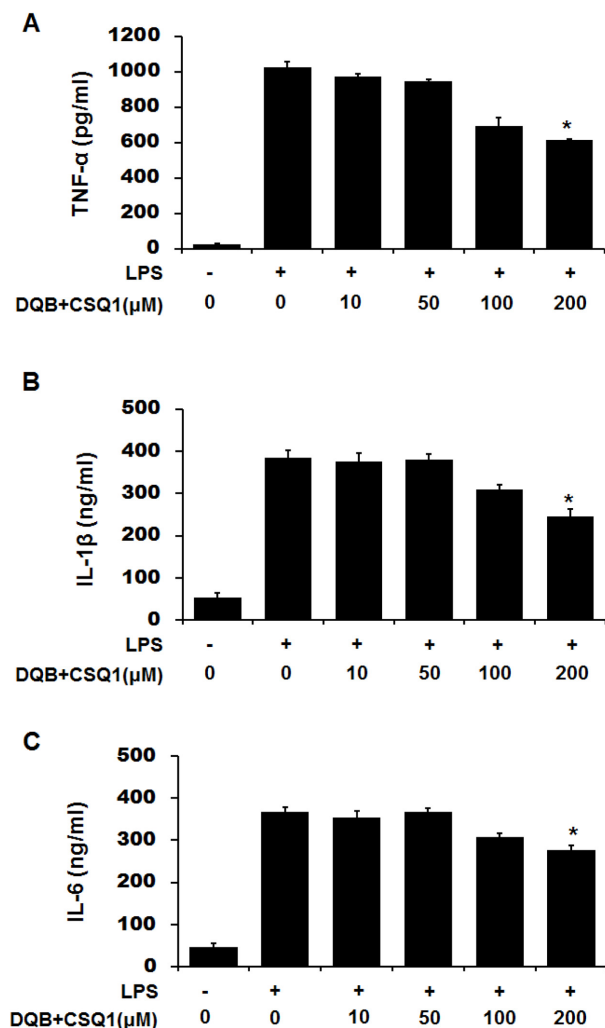 A
TNF-α (pg/ml)
1200
1000
800
600
400
200
0
*
LPS - + + + + +
DQB+CSQ1(μM) 0 0 10 50 100 200
B
IL-1β (ng/ml)
500
400
300
200
100
0
*
LPS - + + + + +
DQB+CSQ1(μM) 0 0 10 50 100 200
C
IL-6 (ng/ml)
500
400
300
200
100
0
*
LPS - + + + + +
DQB+CSQ1(μM) 0 0 10 50 100 200